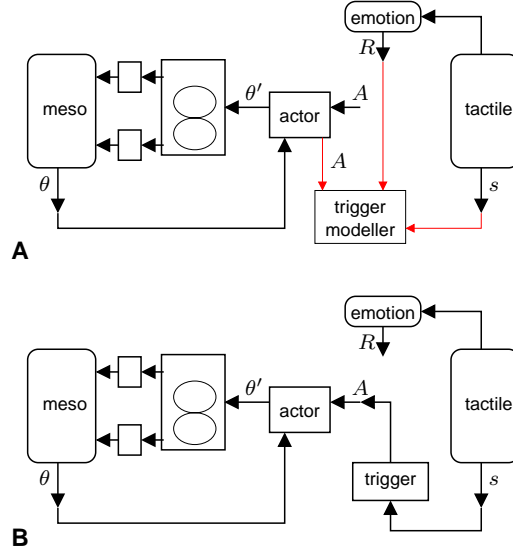 emotion
R
meso
θ′
actor
A
tactile
θ
A
trigger
modeller
s
A
emotion
R
meso
θ′
actor
A
tactile
θ
trigger
s
B